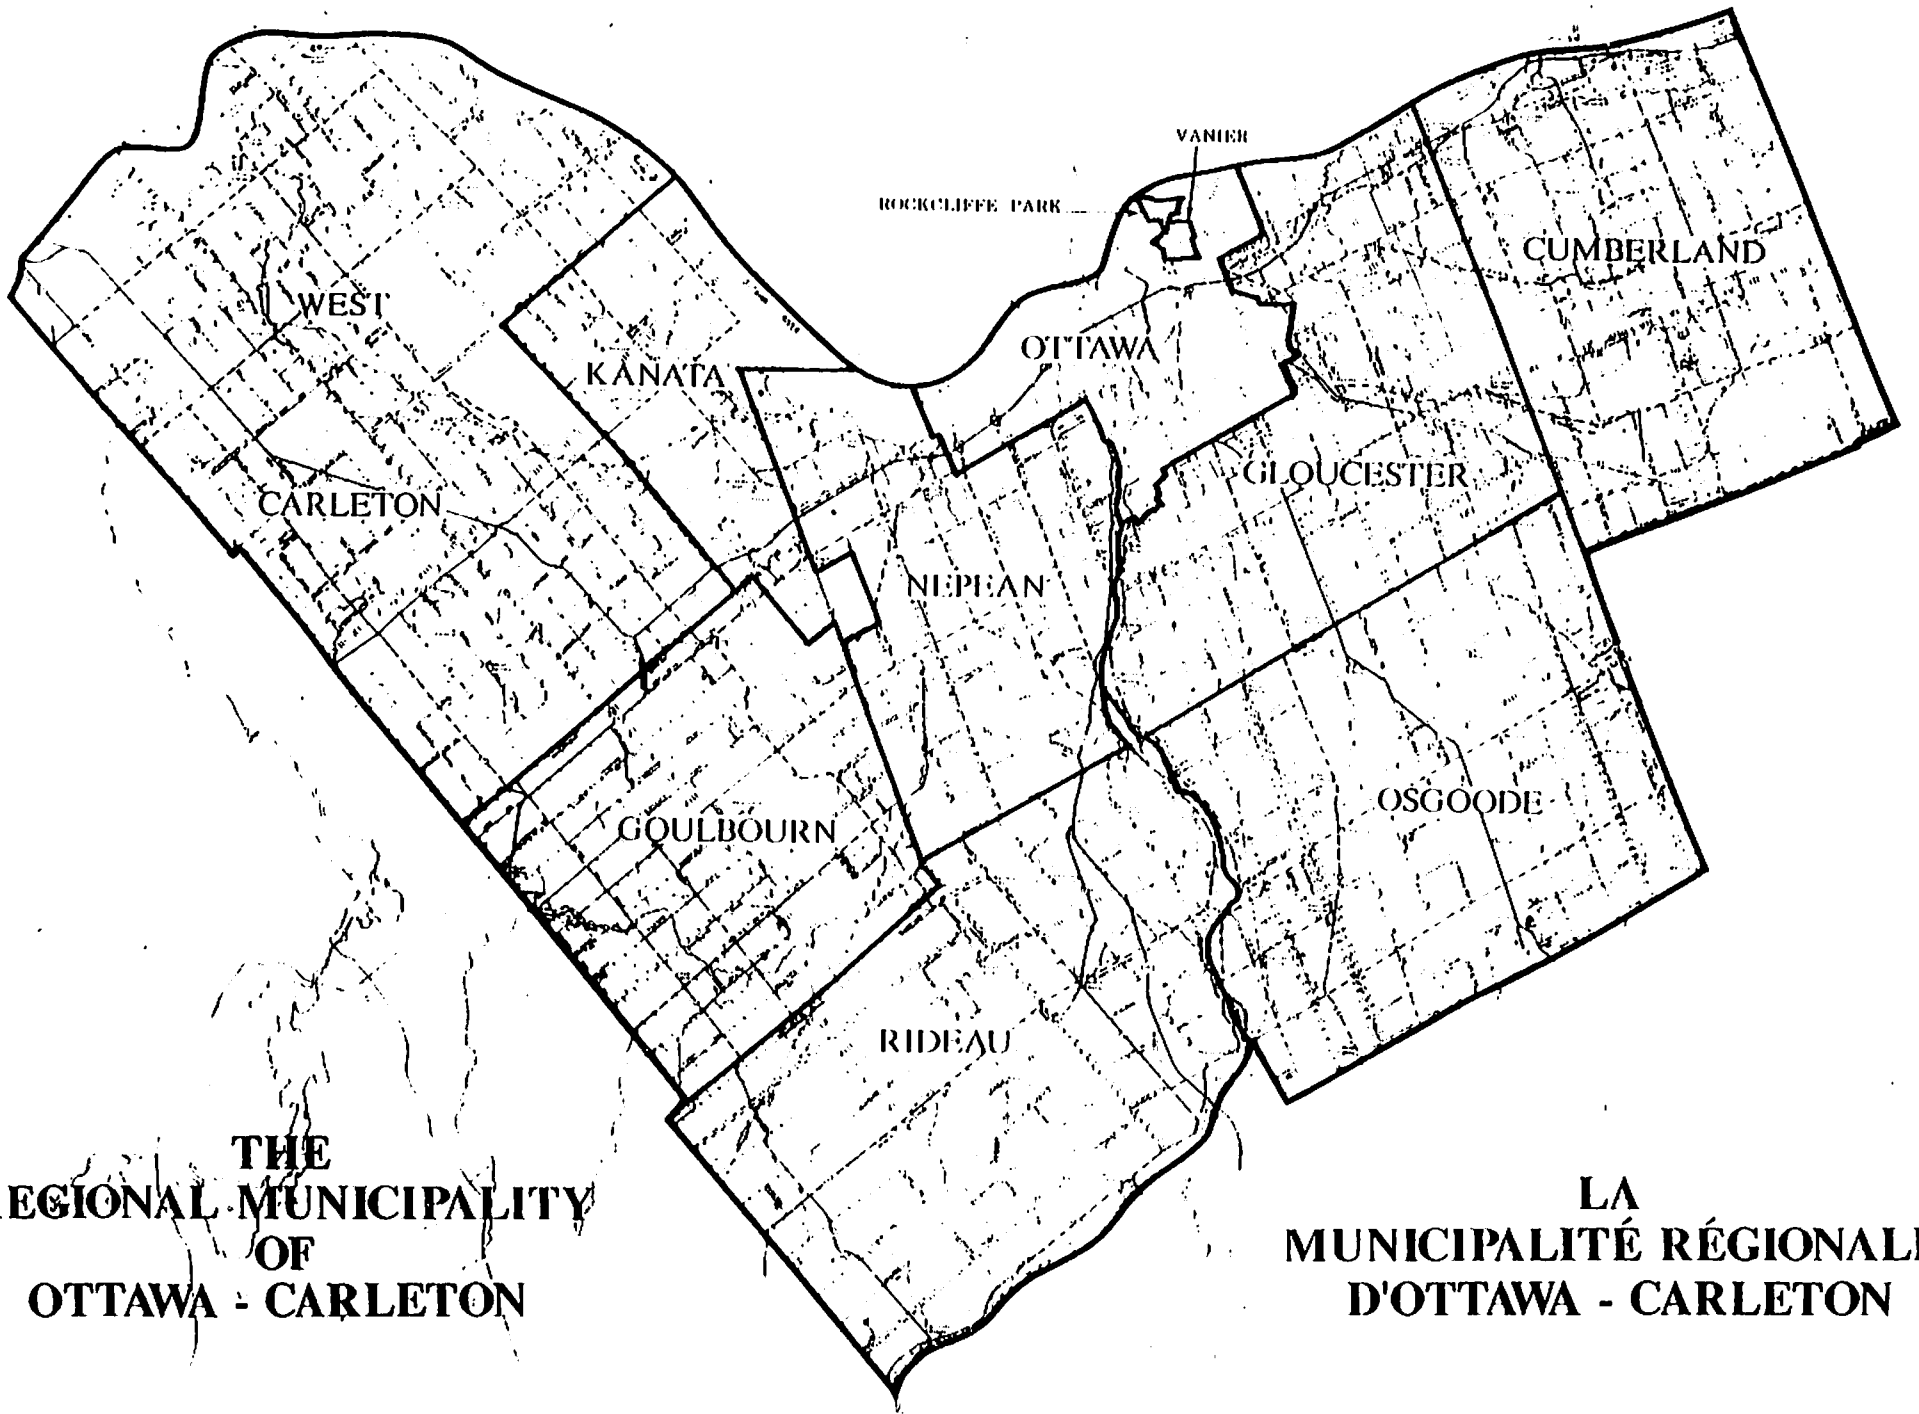 VANIER
ROCKCLIFFE PARK
CUMBERLAND
WEST
OTTAWA
KANATA
GLOUCESTER
CARLETON
NEPEAN
OSGOODE
GOULBOURN
RIDEAU
THE
EGIONAL MUNICIPALITY
OF
OTTAWA - CARLETON
LA
MUNICIPALITÉ RÉGIONAL
D'OTTAWA - CARLETON